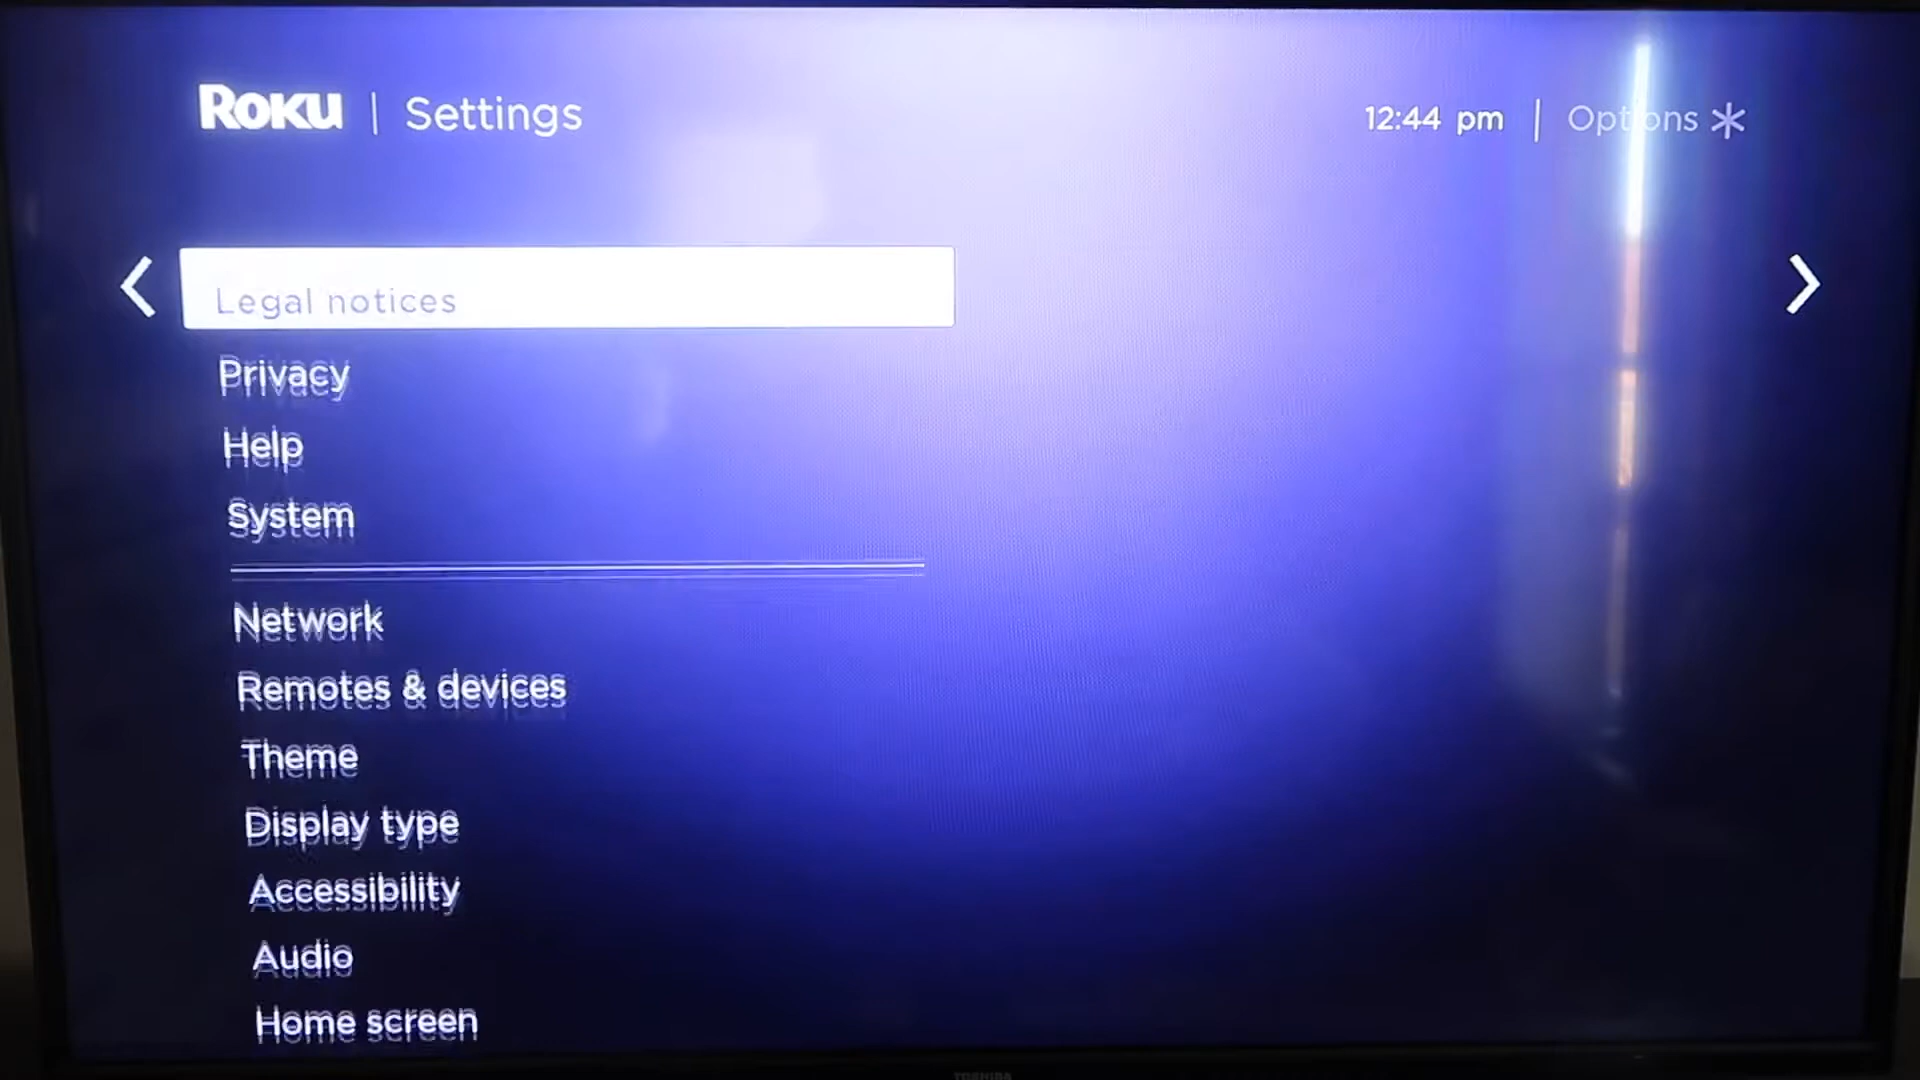 Roku | Settings
12:44 pm | Options *
Legal notices
Privacy
Help
System
Network
Remotes & devices
Theme
Display type
Accessibility
Audio
Home screen
TOSHIBA